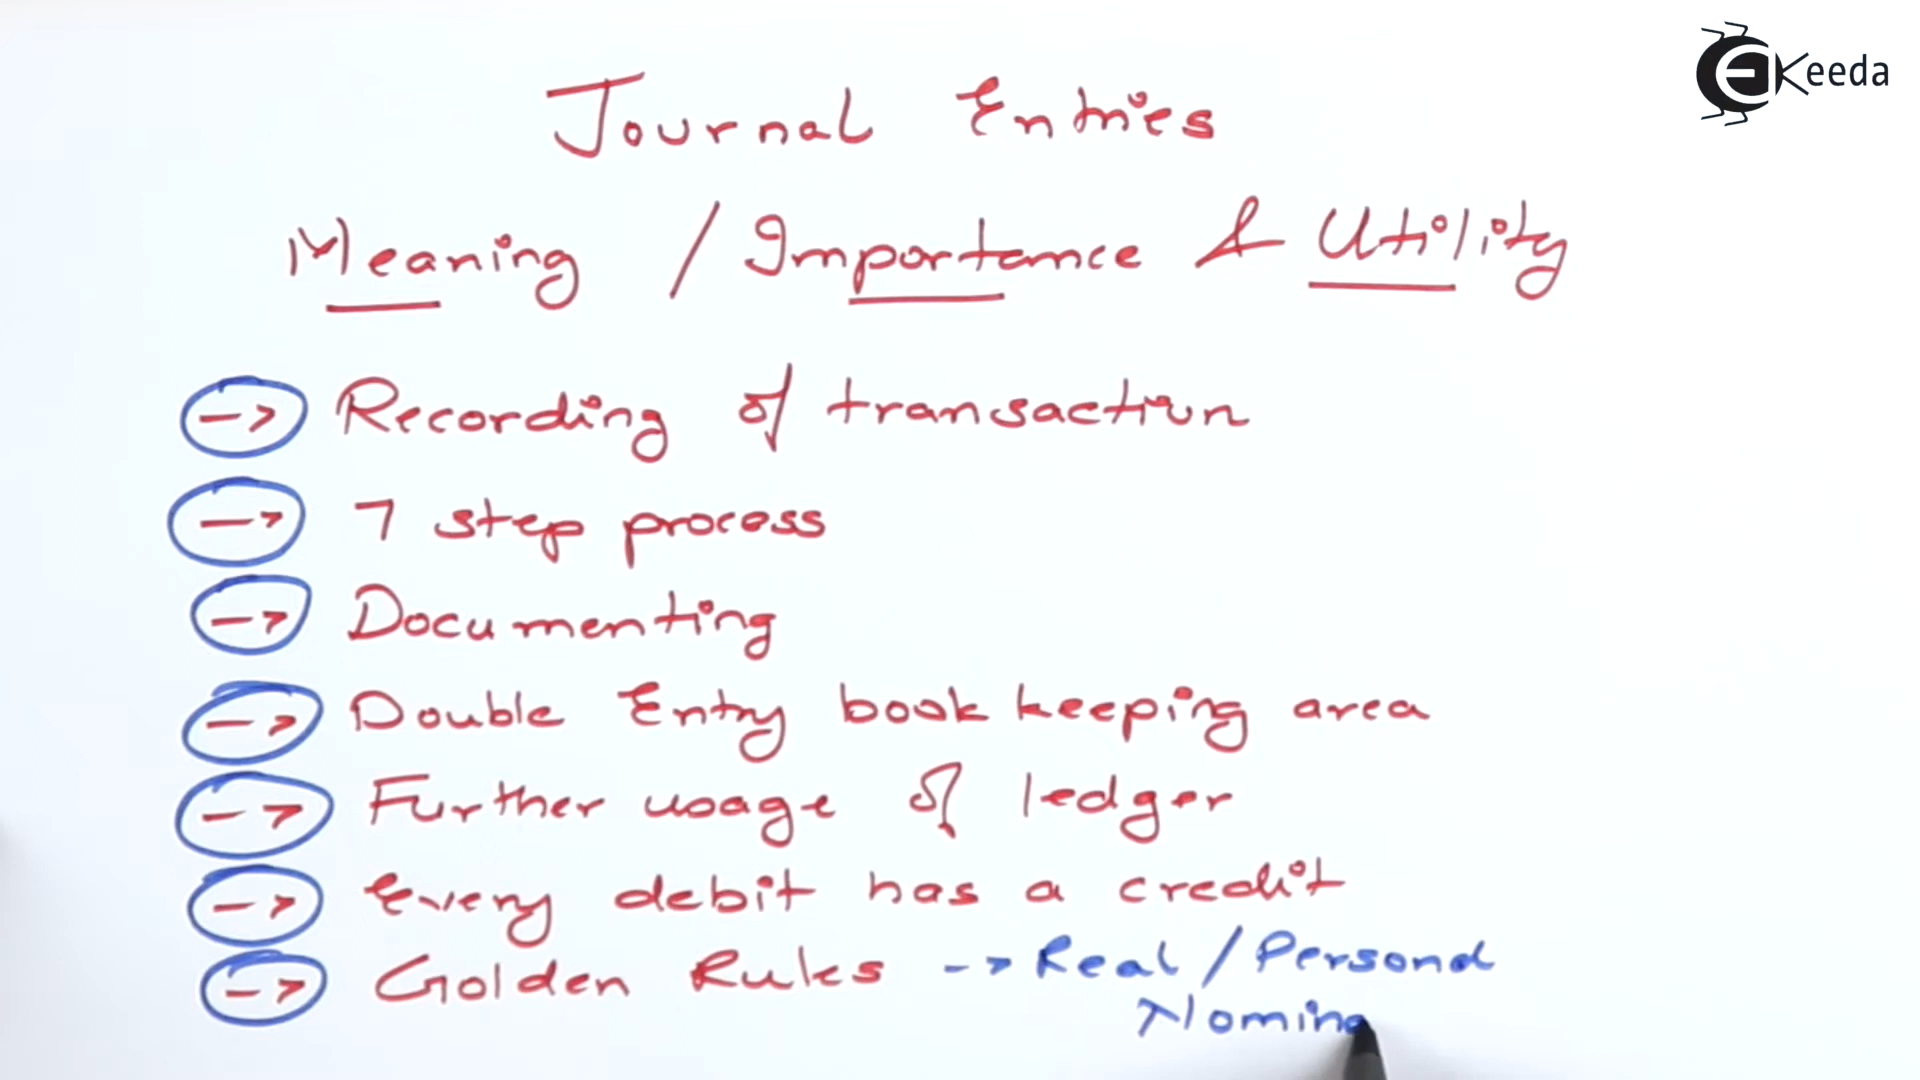 Keeda
Journal Entries
Meaning / Importance & Utility
-> Recording of transaction
-> 7 step process
-> Documenting
-> Double Entry book keeping area
-> Further usage of ledger
-> Every debit has a credit
-> Golden Rules --> Real / Personal
Nomina